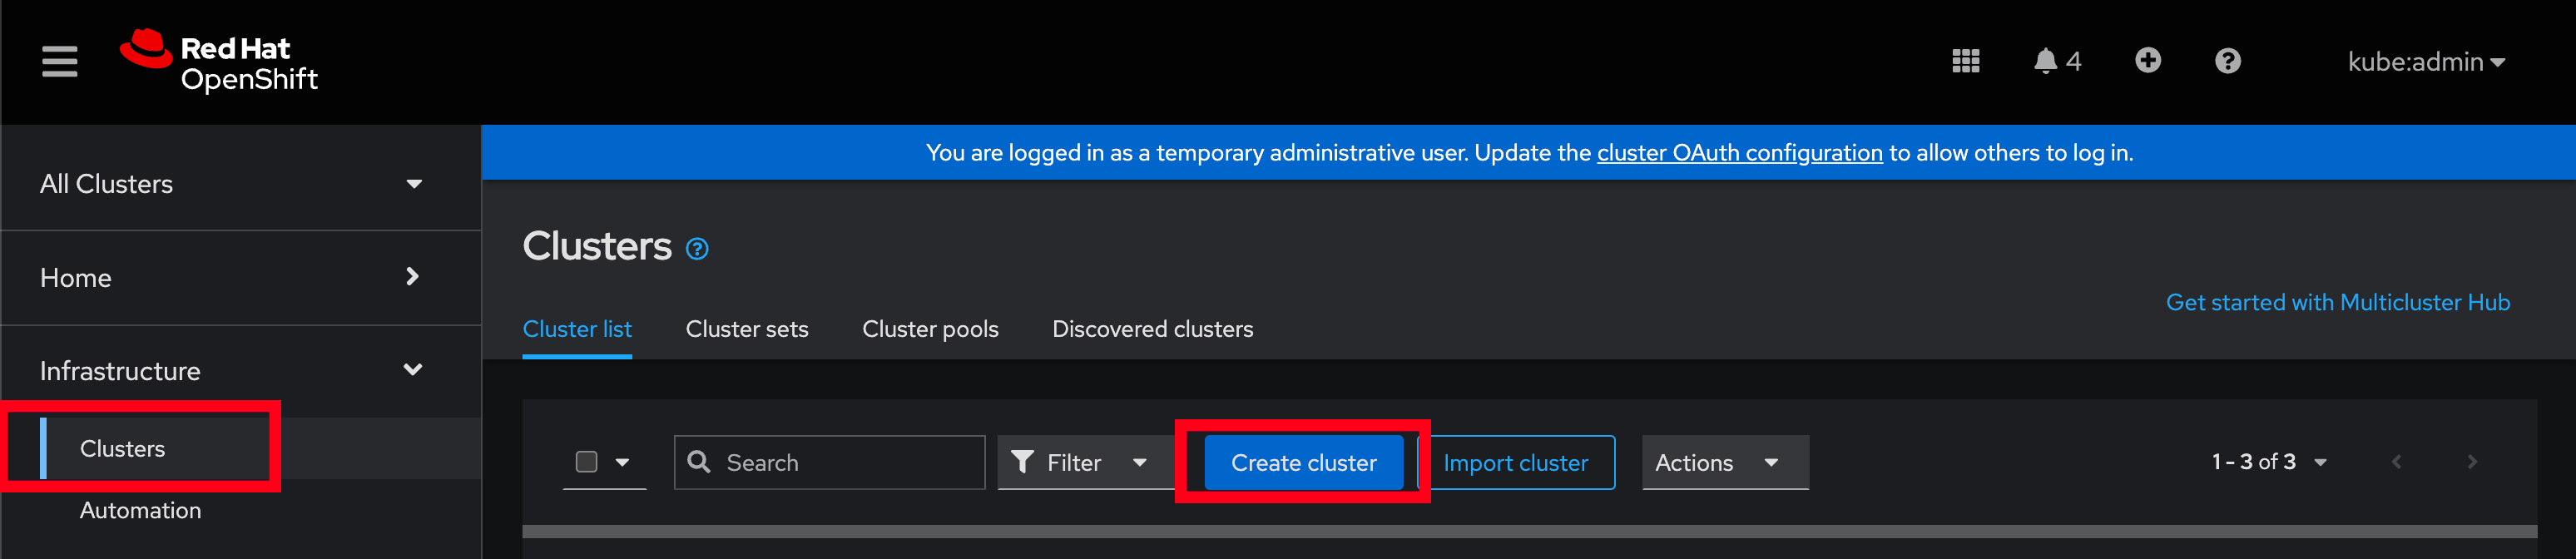 Red Hat
OpenShift
4
kube:admin
You are logged in as a temporary administrative user. Update the cluster OAuth configuration to allow others to log in.
All Clusters
Home
Infrastructure
Clusters
Automation
Clusters
Get started with Multicluster Hub
Cluster list Cluster sets Cluster pools Discovered clusters
Search Filter Create cluster Import cluster Actions 1 - 3 of 3